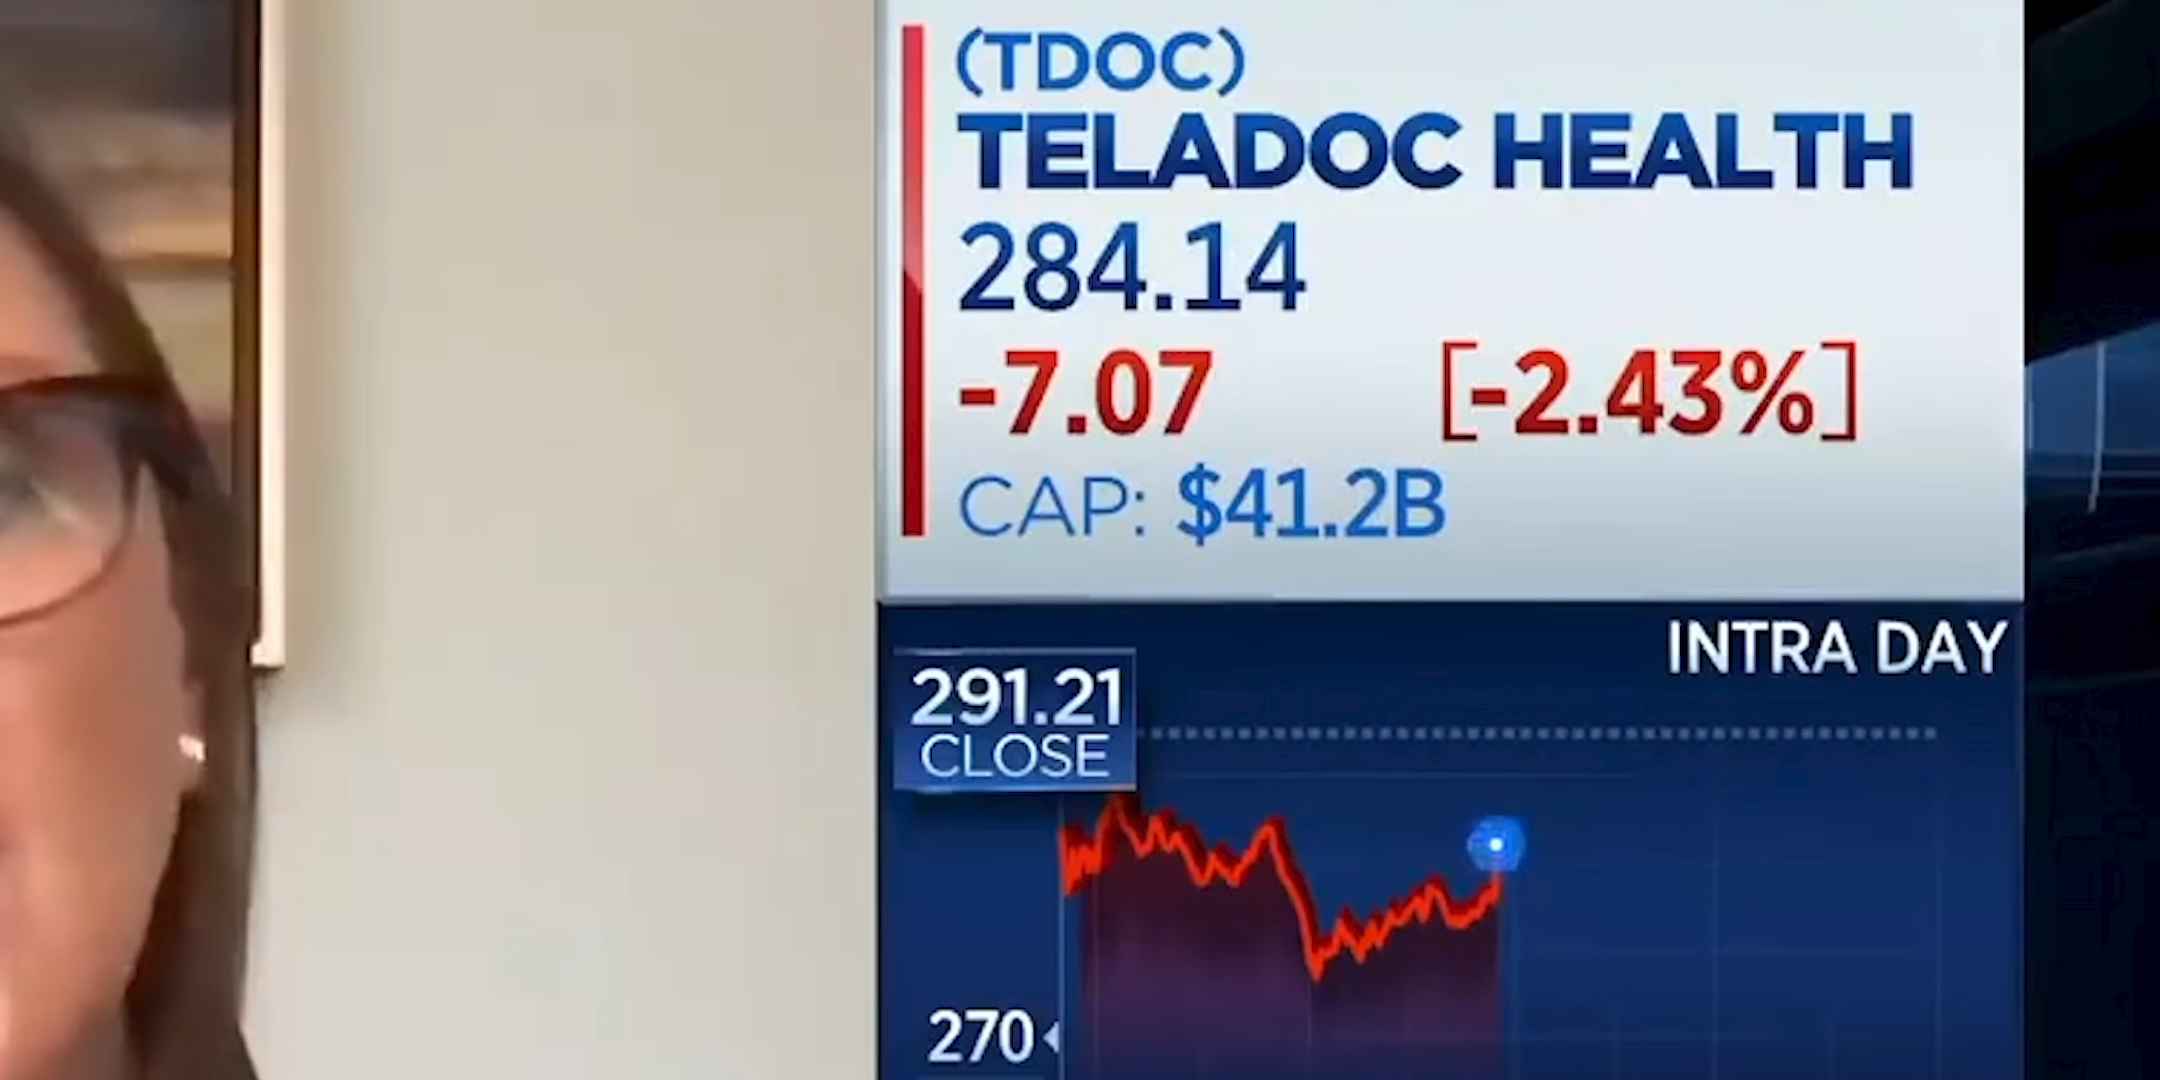 (TDOC)
TELADOC HEALTH
284.14
-7.07 [-2.43%]
CAP: $41.2B
INTRA DAY
291.21
CLOSE
270